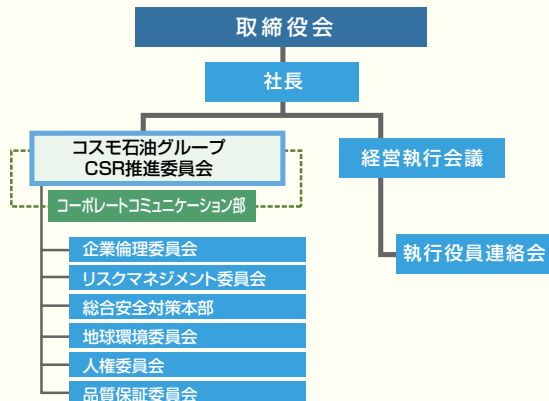 取締役会
社長
コスモ石油グループ
CSR推進委員会
経営執行会議
コーポレートコミュニケーション部
執行役員連絡会
企業倫理委員会
リスクマネジメント委員会
総合安全対策本部
地球環境委員会
人権委員会
品質保証委員会